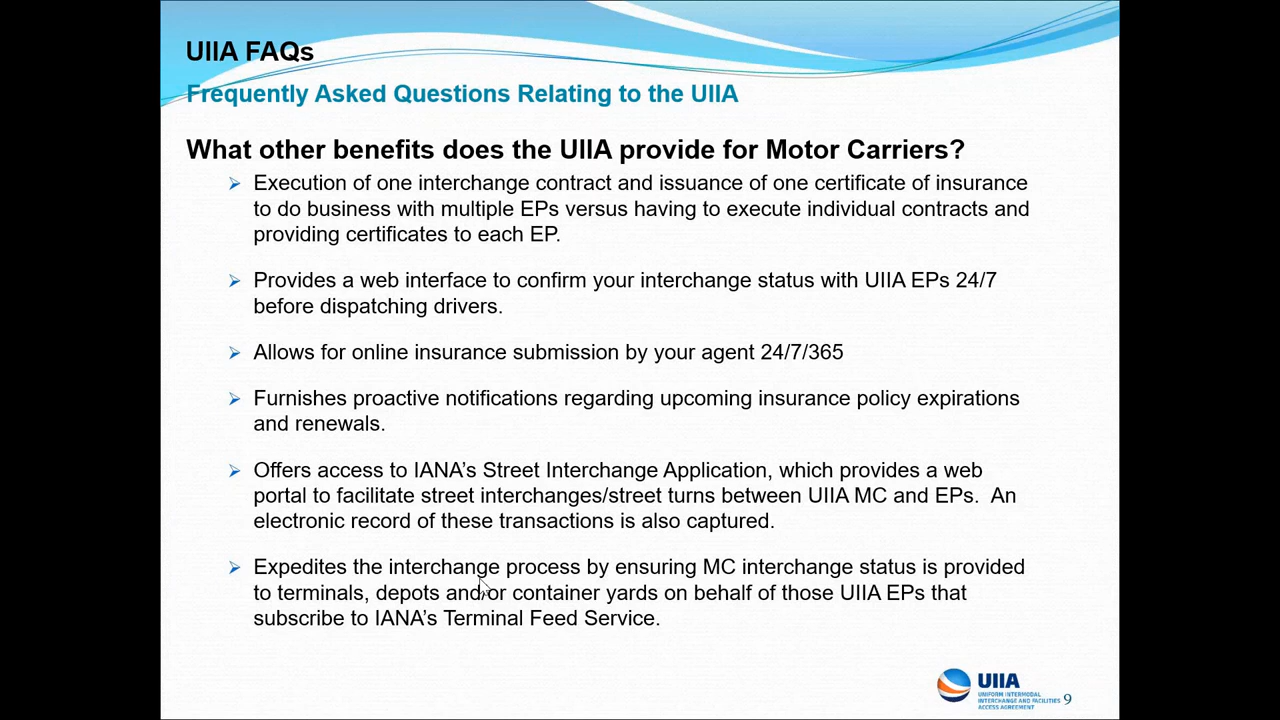 UIIA FAQs
Frequently Asked Questions Relating to the UIIA
What other benefits does the UIIA provide for Motor Carriers?
Execution of one interchange contract and issuance of one certificate of insurance
to do business with multiple EPs versus having to execute individual contracts and
providing certificates to each EP.
Provides a web interface to confirm your interchange status with UIIA EPs 24/7
before dispatching drivers.
Allows for online insurance submission by your agent 24/7/365
Furnishes proactive notifications regarding upcoming insurance policy expirations
and renewals.
Offers access to IANA’s Street Interchange Application, which provides a web
portal to facilitate street interchanges/street turns between UIIA MC and EPs.  An
electronic record of these transactions is also captured.
Expedites the interchange process by ensuring MC interchange status is provided
to terminals, depots and/or container yards on behalf of those UIIA EPs that
subscribe to IANA’s Terminal Feed Service.
UIIA
UNIFORM INTERMODAL
INTERCHANGE AND FACILITIES
ACCESS AGREEMENT
9